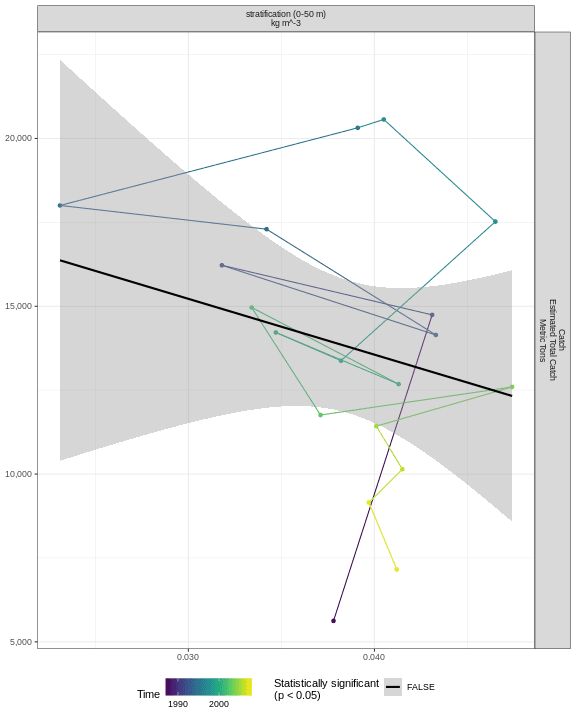 stratification (0-50 m)
kg m^-3
20,000
15,000
10,000
5,000
0.030
0.040
Catch
Estimated Total Catch
Metric Tons
Time
1990
2000
Statistically significant
(p < 0.05)
FALSE